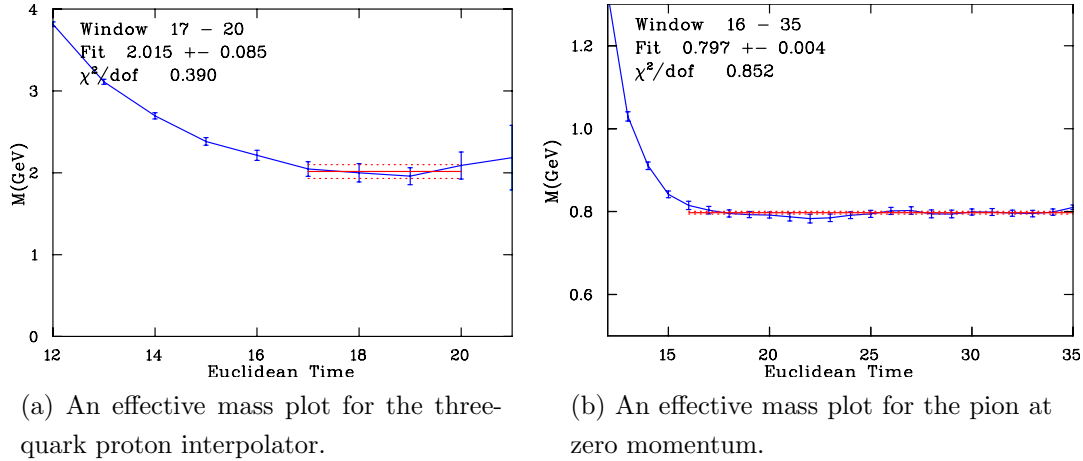 4
3
2
1
0
M(GeV)
Window 17 – 20
Fit 2.015 +– 0.085
χ²/dof 0.390
12
14
16
18
20
Euclidean Time
(a) An effective mass plot for the three-
quark proton interpolator.
1.2
1.0
0.8
0.6
M(GeV)
Window 16 – 35
Fit 0.797 +– 0.004
χ²/dof 0.852
15
20
25
30
35
Euclidean Time
(b) An effective mass plot for the pion at
zero momentum.